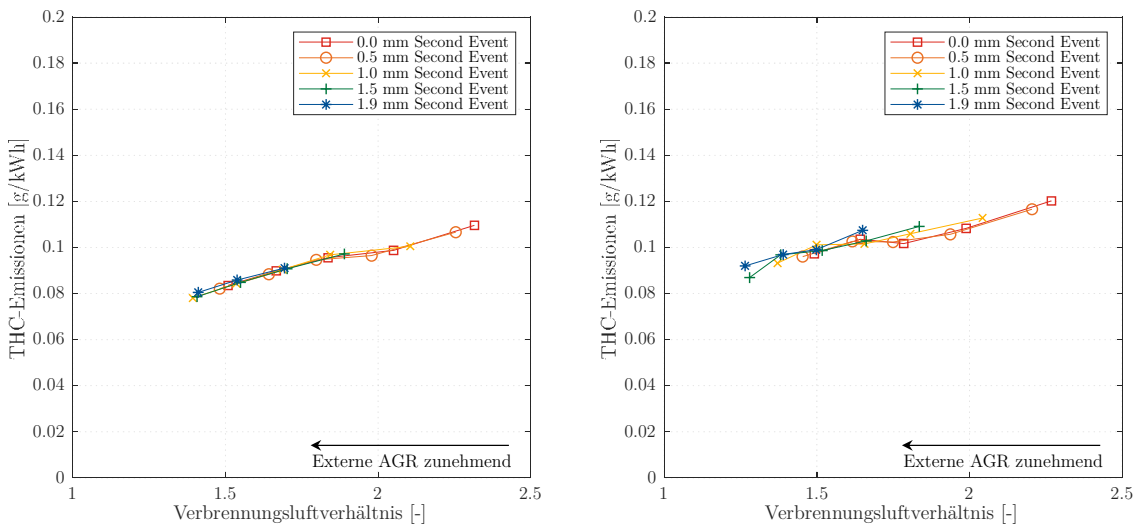 0.2
0.18
0.16
0.14
0.12
0.1
0.08
0.06
0.04
0.02
0
THC-Emissionen [g/kWh]
0.0 mm Second Event
0.5 mm Second Event
1.0 mm Second Event
1.5 mm Second Event
1.9 mm Second Event
Externe AGR zunehmend
1 1.5 2 2.5
Verbrennungsluftverhältnis [-]
0.2
0.18
0.16
0.14
0.12
0.1
0.08
0.06
0.04
0.02
0
THC-Emissionen [g/kWh]
0.0 mm Second Event
0.5 mm Second Event
1.0 mm Second Event
1.5 mm Second Event
1.9 mm Second Event
Externe AGR zunehmend
1 1.5 2 2.5
Verbrennungsluftverhältnis [-]